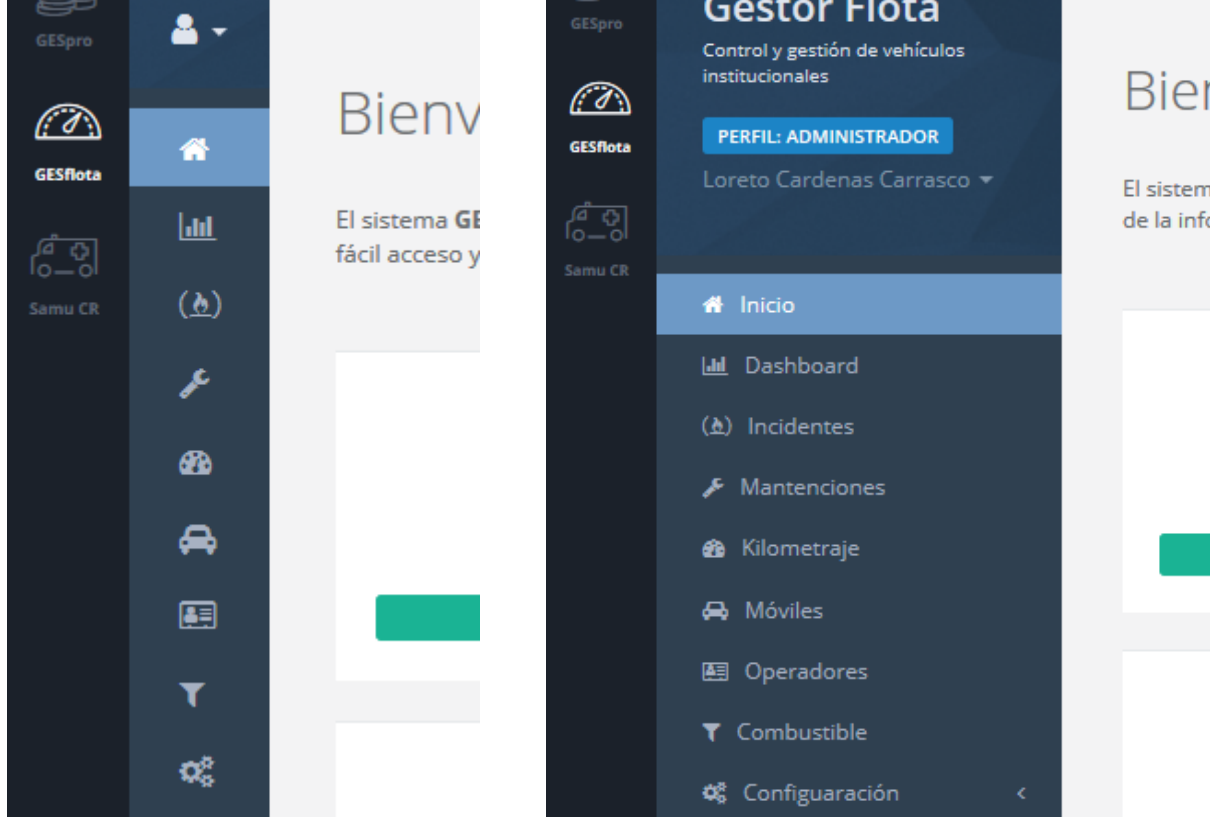 GESpro
GESflota
Samu CR
Bienv
El sistema GE
fácil acceso y
GESpro
GESflota
Samu CR
Gestor Flota
Control y gestión de vehículos
institucionales
PERFIL: ADMINISTRADOR
Loreto Cardenas Carrasco
Inicio
Dashboard
Incidentes
Mantenciones
Kilometraje
Móviles
Operadores
Combustible
Configuaración
Bien
El sistem
de la info